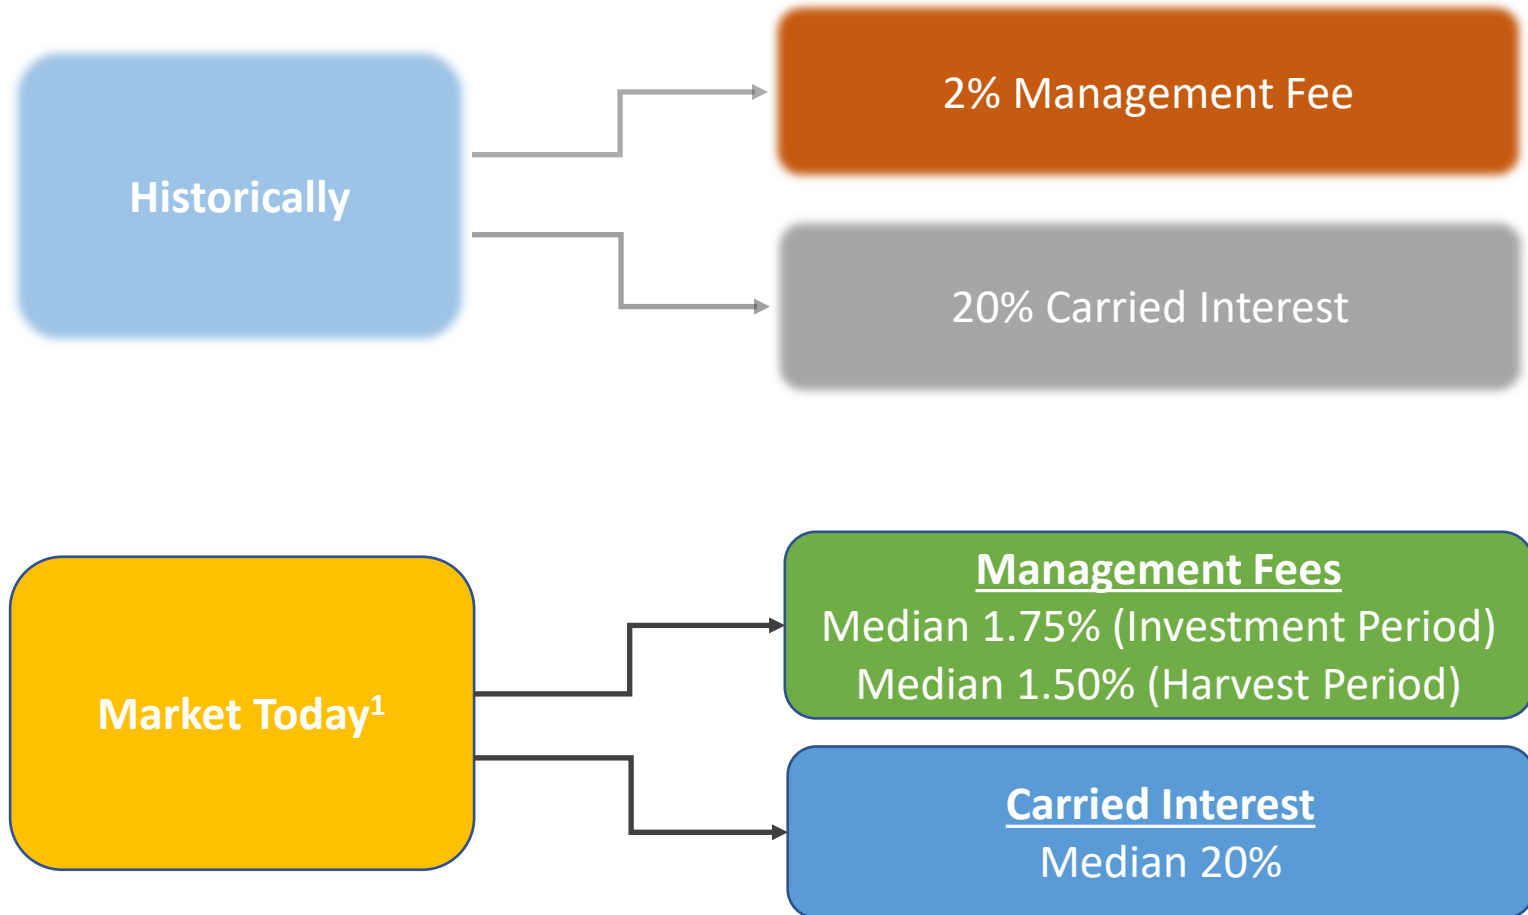 Historically
2% Management Fee
20% Carried Interest
Market Today¹
Management Fees
Median 1.75% (Investment Period)
Median 1.50% (Harvest Period)
Carried Interest
Median 20%